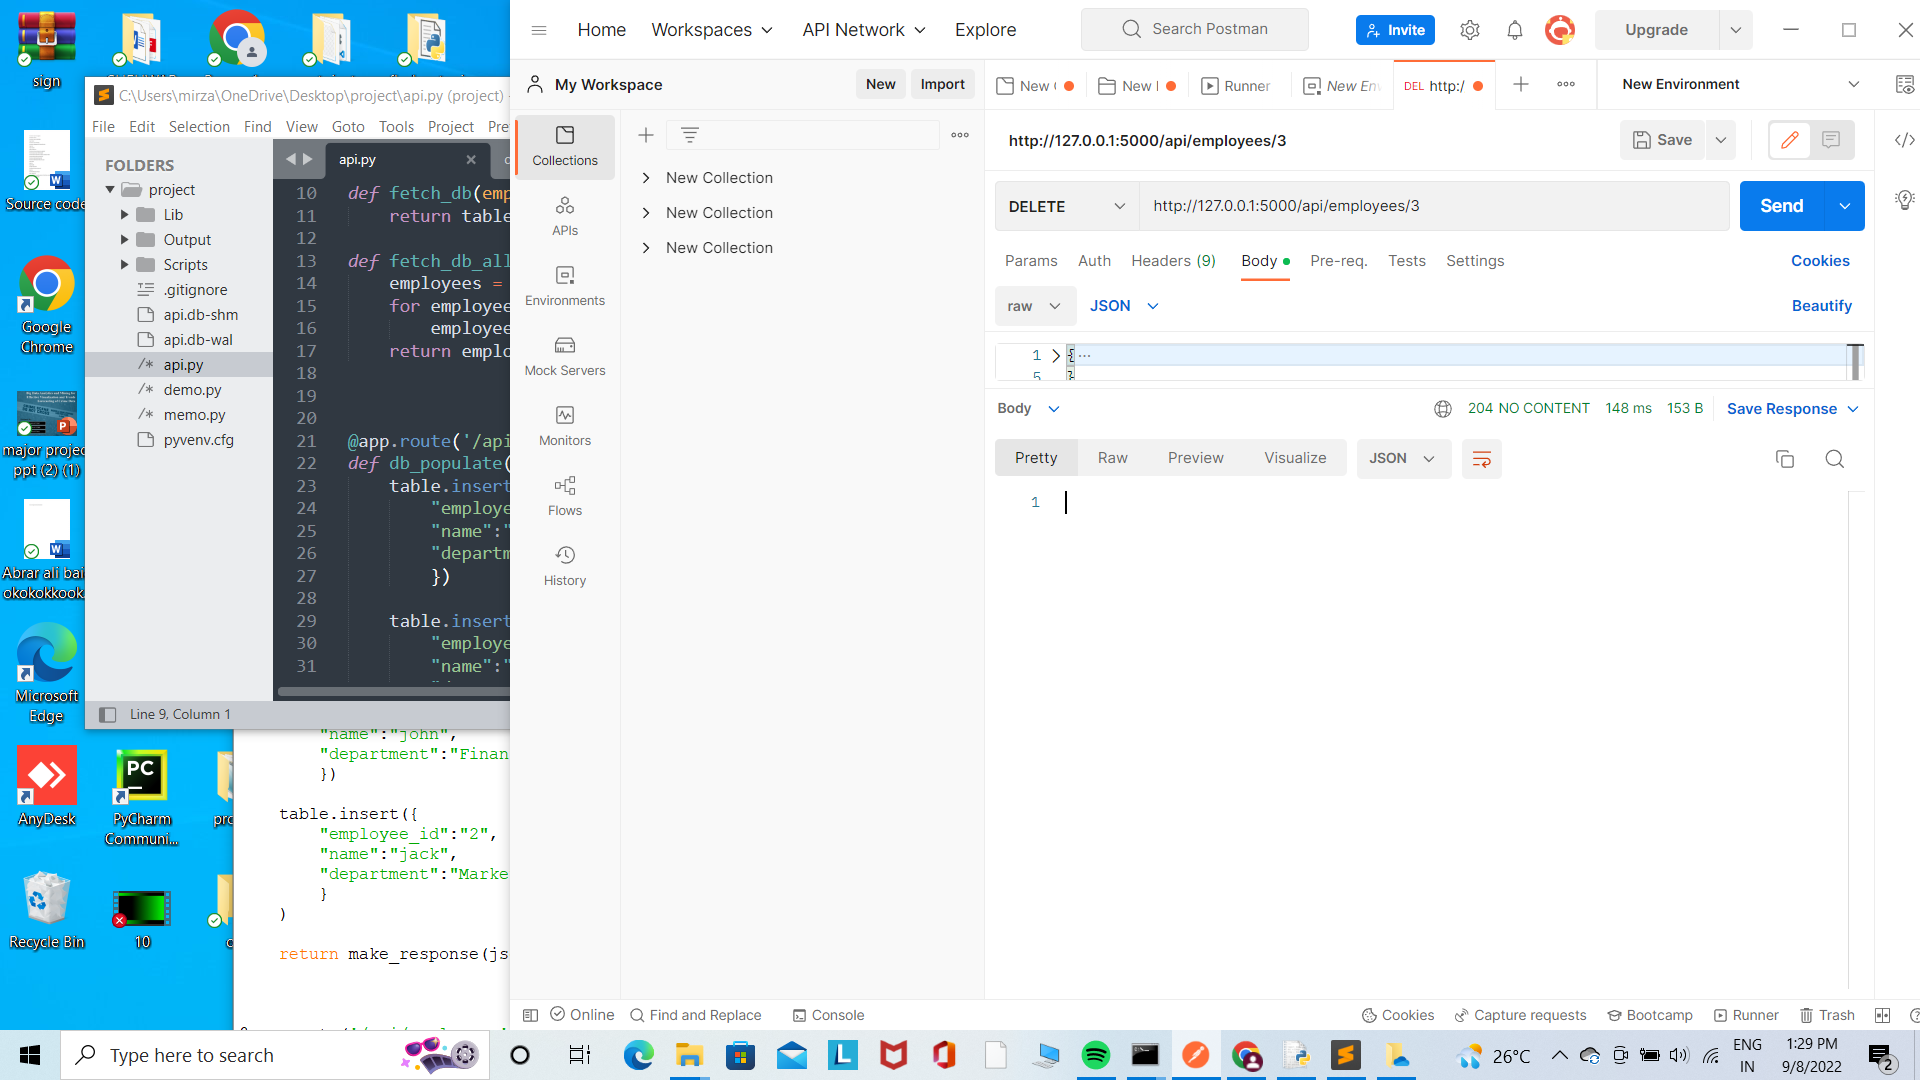 sign
Source code
Google
Chrome
major projec
ppt (2) (1)
Abrar ali bai
okokokkook.
Microsoft
Edge
AnyDesk
PyCharm
Communi...
Recycle Bin
10
C:\Users\mirza\OneDrive\Desktop\project\api.py (project)
File Edit Selection Find View Goto Tools Project Pre
FOLDERS
project
Lib
Output
Scripts
.gitignore
api.db-shm
api.db-wal
api.py
demo.py
memo.py
pyvenv.cfg
api.py
10 def fetch_db(emp
11 return table
12
13 def fetch_db_all
14 employees =
15 for employee
16 employee
17 return emplo
18
19
20
21 @app.route('/api
22 def db_populate(
23 table.insert
24 "employe
25 "name":"
26 "departm
27 })
28
29 table.insert
30 "employe
31 "name":"
Line 9, Column 1
"name":"john",
"department":"Finan
})
table.insert({
"employee_id":"2",
"name":"jack",
"department":"Marke
}
)
return make_response(js
Home Workspaces API Network Explore
Search Postman
Invite
Upgrade
My Workspace
New Import
Collections
APIs
Environments
Mock Servers
Monitors
Flows
History
New Collection
New Collection
New Collection
New
New
Runner
New Env
DEL http:/
New Environment
http://127.0.0.1:5000/api/employees/3
Save
DELETE
http://127.0.0.1:5000/api/employees/3
Send
Params Auth Headers (9) Body Pre-req. Tests Settings
Cookies
raw JSON
Beautify
1 {...
5 }
Body
204 NO CONTENT 148 ms 153 B Save Response
Pretty Raw Preview Visualize JSON
1
Online Find and Replace Console
Cookies Capture requests Bootcamp Runner Trash
Type here to search
26°C
ENG
IN
1:29 PM
9/8/2022
2